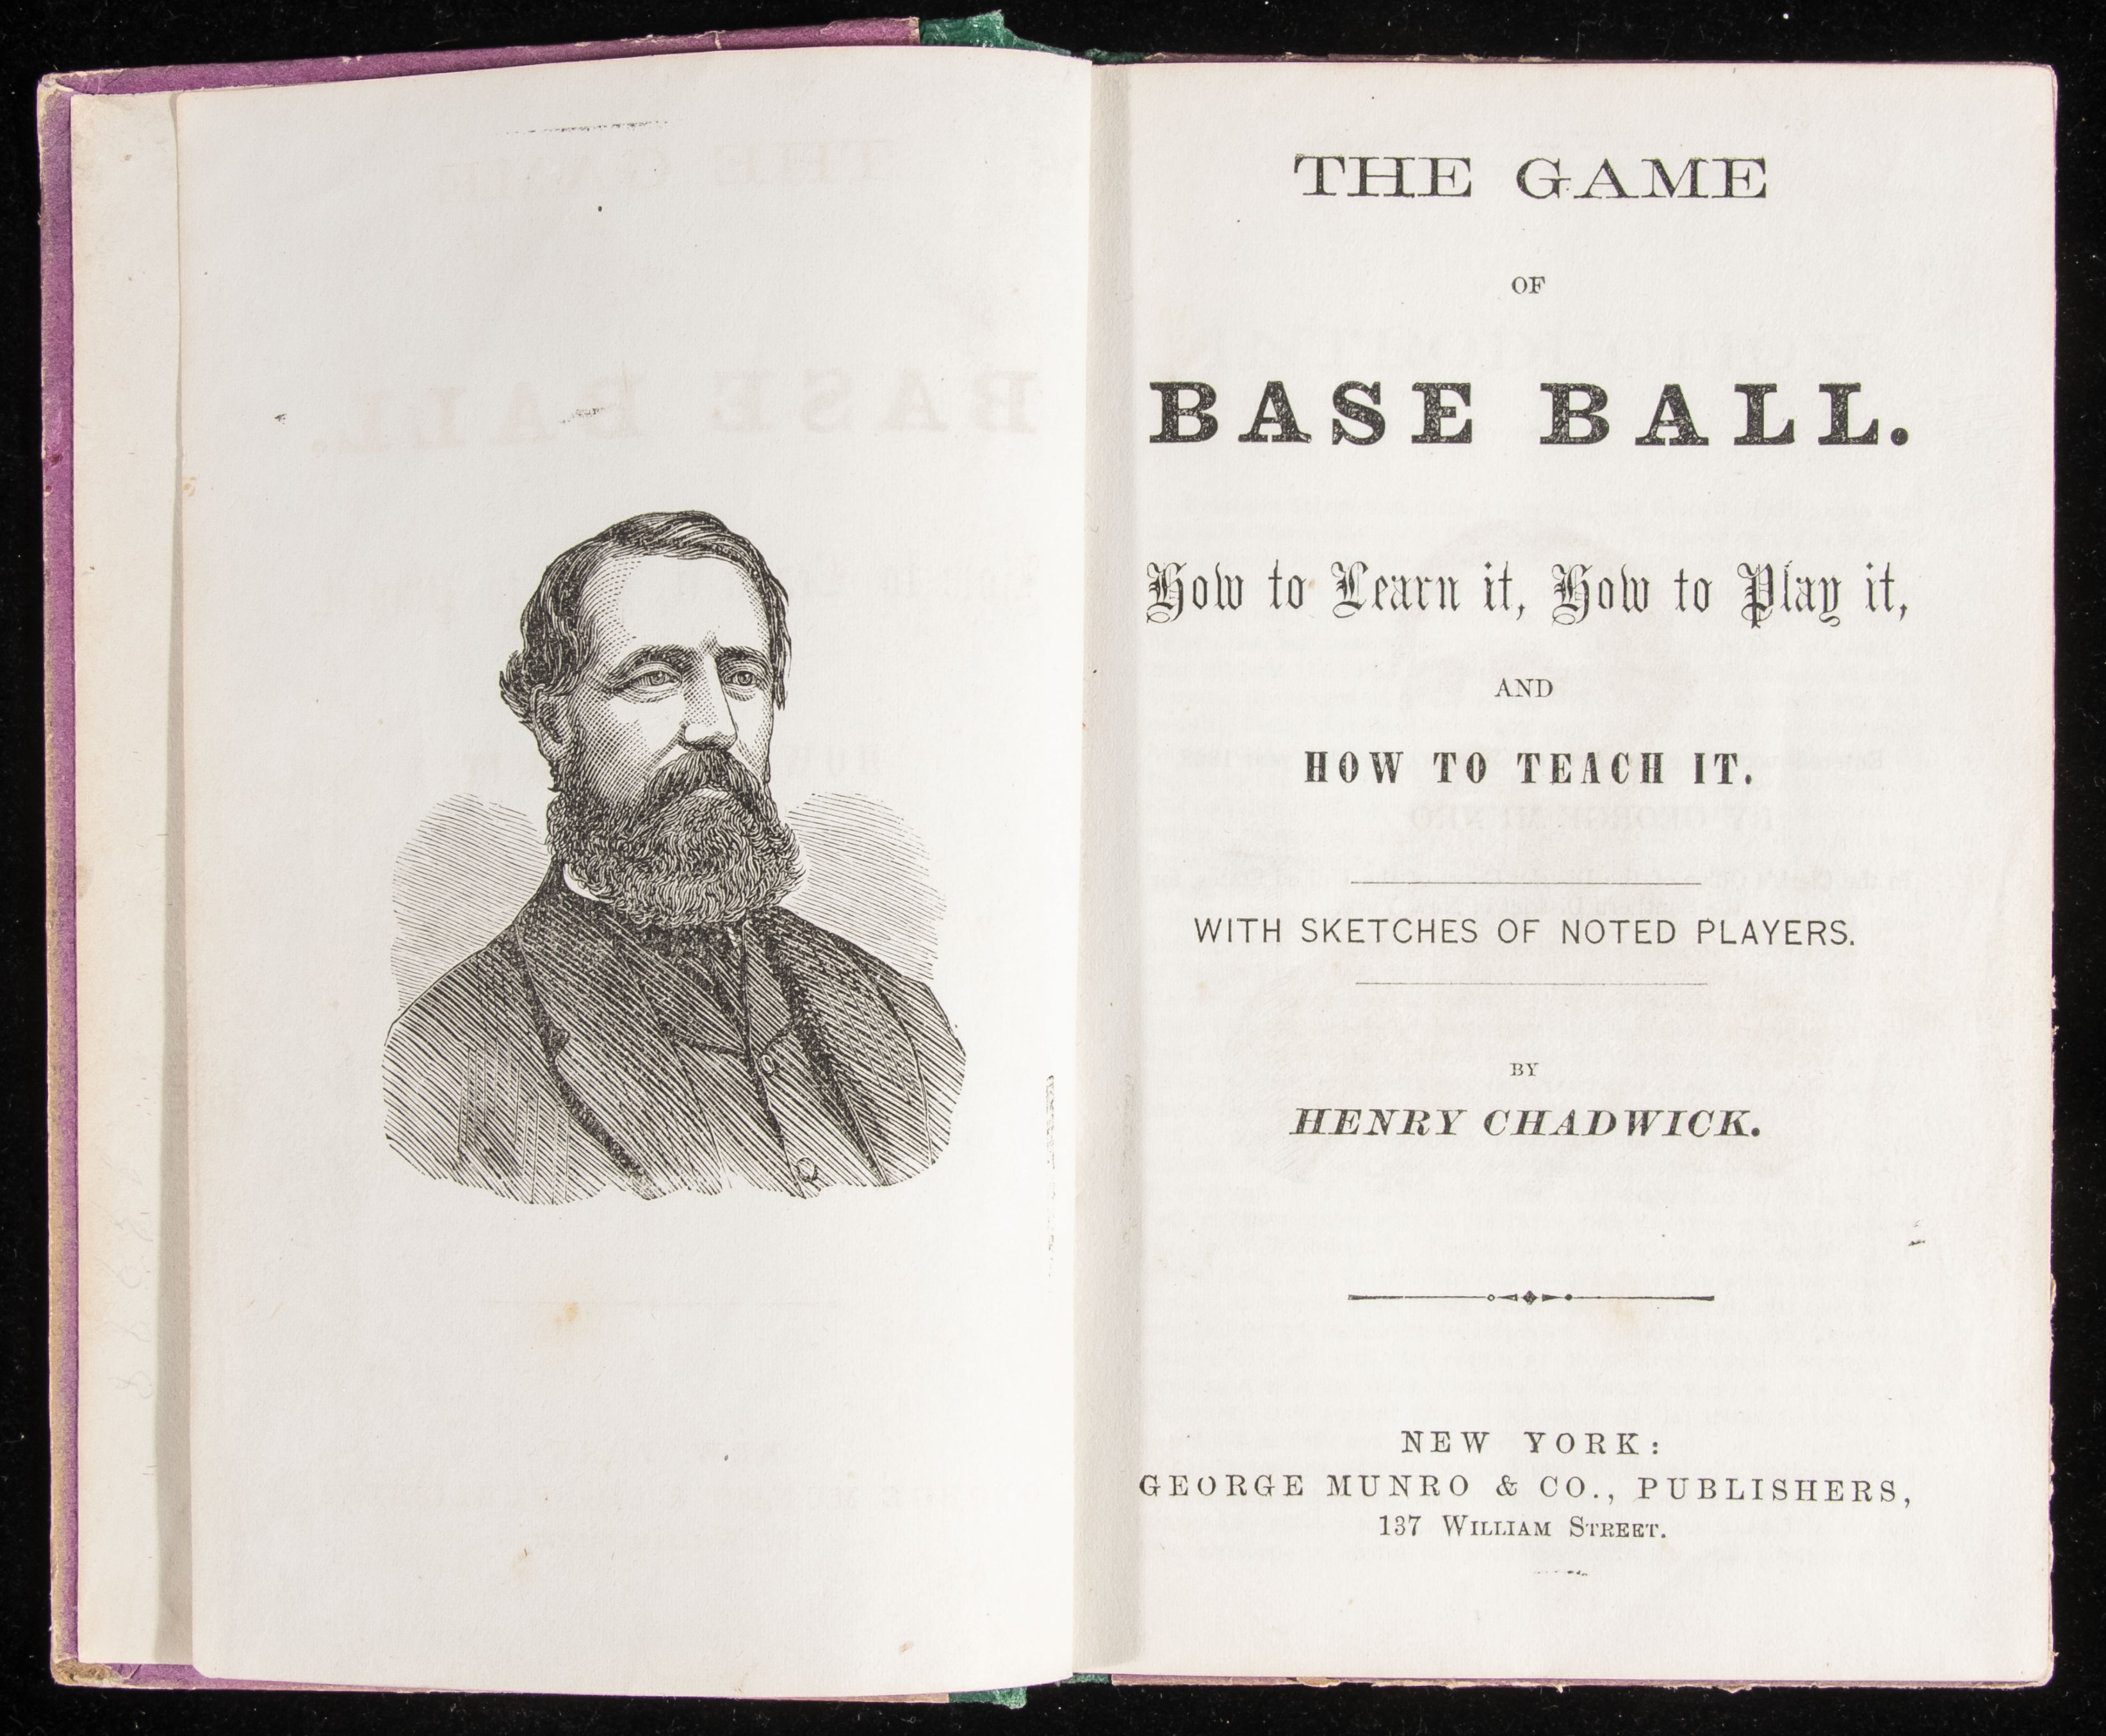 THE GAME
OF
BASE BALL.
How to Learn it, How to Play it,
AND
HOW TO TEACH IT.
WITH SKETCHES OF NOTED PLAYERS.
BY
HENRY CHADWICK.
NEW YORK:
GEORGE MUNRO & CO., PUBLISHERS,
137 WILLIAM STREET.